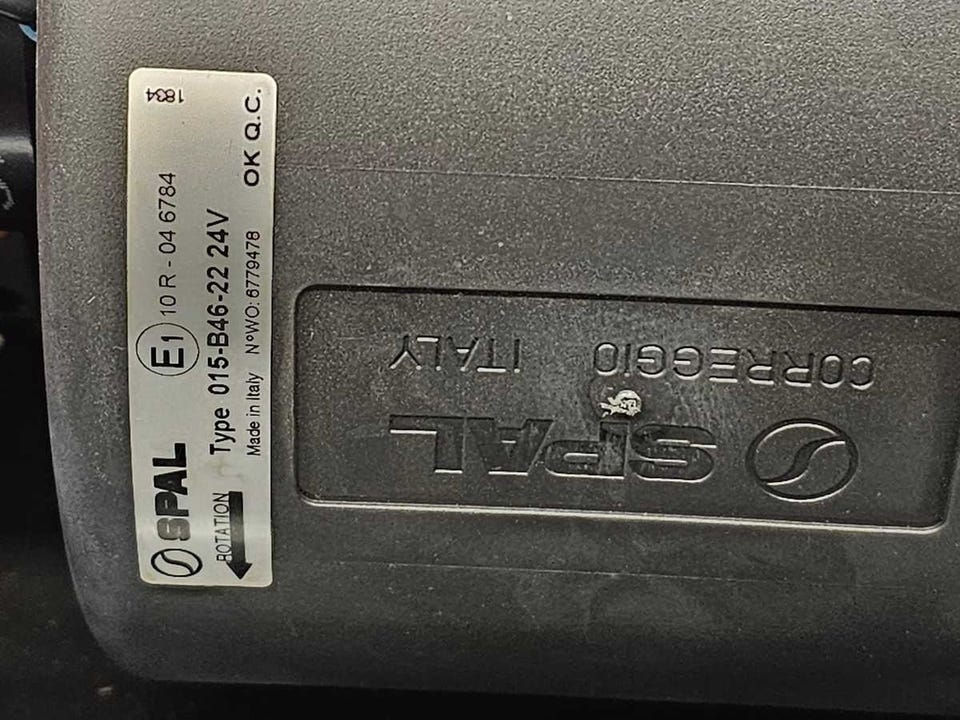 SPAL
E1 10 R - 04 6784
1834
ROTATION
Type 015-B46-22 24V
Made in Italy N°WO: 6779478
OK Q.C.
SPAL
CORREGGIO ITALY